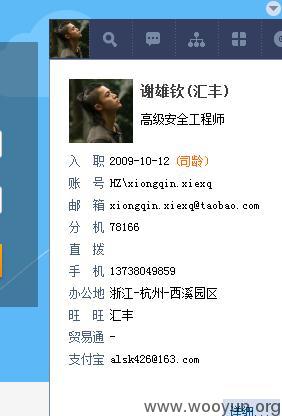 谢雄钦(汇丰)
高级安全工程师
入 职 2009-10-12 (司龄)
账 号 HZ\xiongqin.xiexq
邮 箱 xiongqin.xiexq@taobao.com
分 机 78166
直 拨
手 机 13738049859
办公地 浙江-杭州-西溪园区
旺 旺 汇丰
贸易通 -
支付宝 alsk426@163.com
详细...
www.wooyun.org